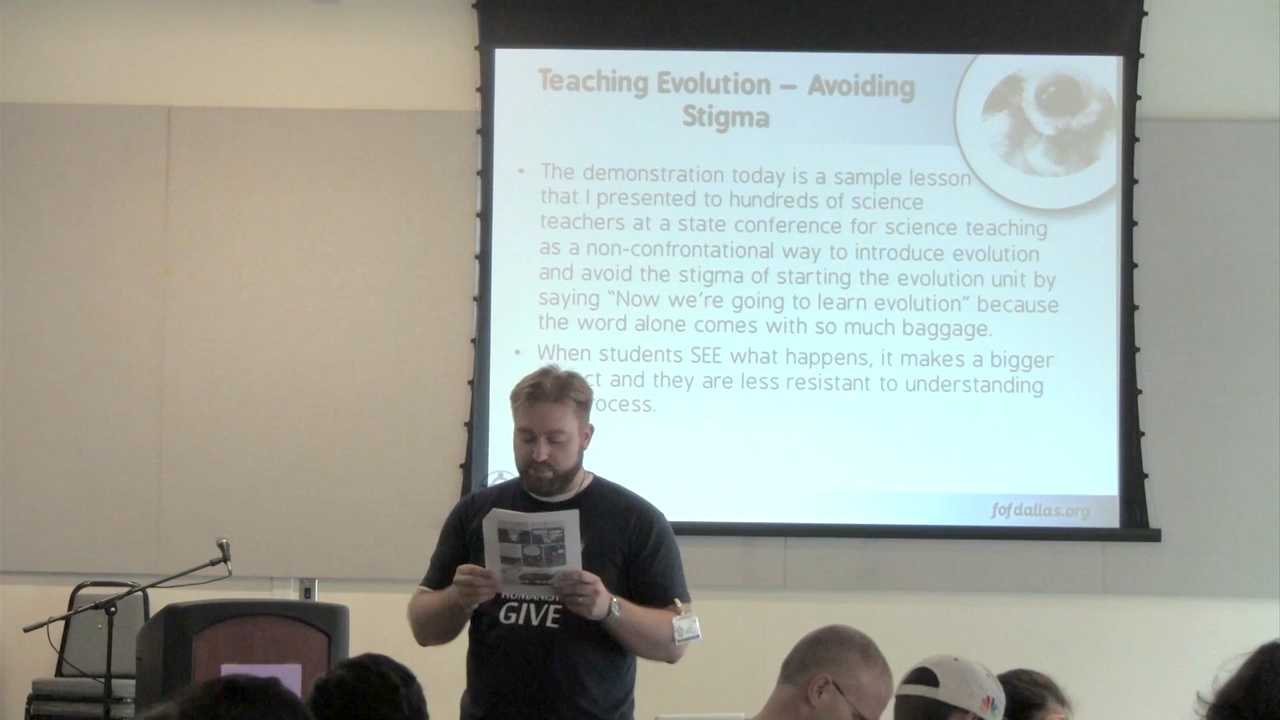 Teaching Evolution – Avoiding
Stigma
• The demonstration today is a sample lesson
that I presented to hundreds of science
teachers at a state conference for science teaching
as a non-confrontational way to introduce evolution
and avoid the stigma of starting the evolution unit by
saying "Now we're going to learn evolution" because
the word alone comes with so much baggage.
• When students SEE what happens, it makes a bigger
and they are less resistant to understanding
fofdallas.org
HUMANIST
GIVE